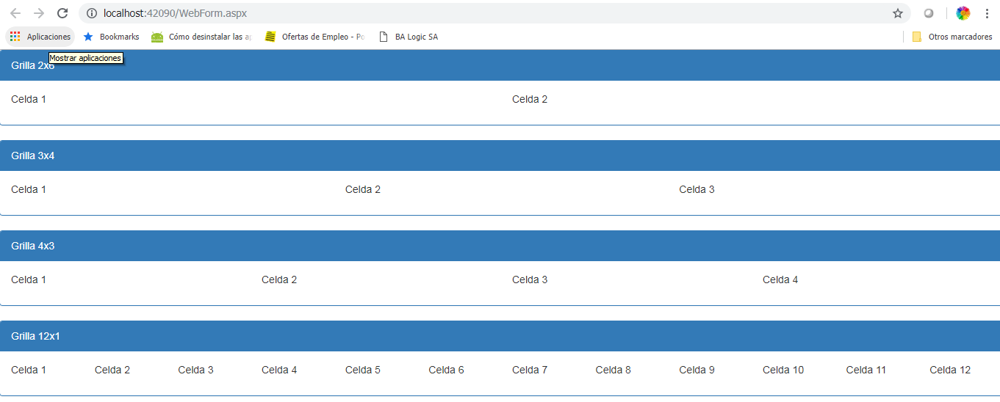 localhost:42090/WebForm.aspx
Aplicaciones Bookmarks Cómo desinstalar las ap Ofertas de Empleo - Po BA Logic SA Otros marcadores
Mostrar aplicaciones
Grilla 2x6
Celda 1 Celda 2
Grilla 3x4
Celda 1 Celda 2 Celda 3
Grilla 4x3
Celda 1 Celda 2 Celda 3 Celda 4
Grilla 12x1
Celda 1 Celda 2 Celda 3 Celda 4 Celda 5 Celda 6 Celda 7 Celda 8 Celda 9 Celda 10 Celda 11 Celda 12